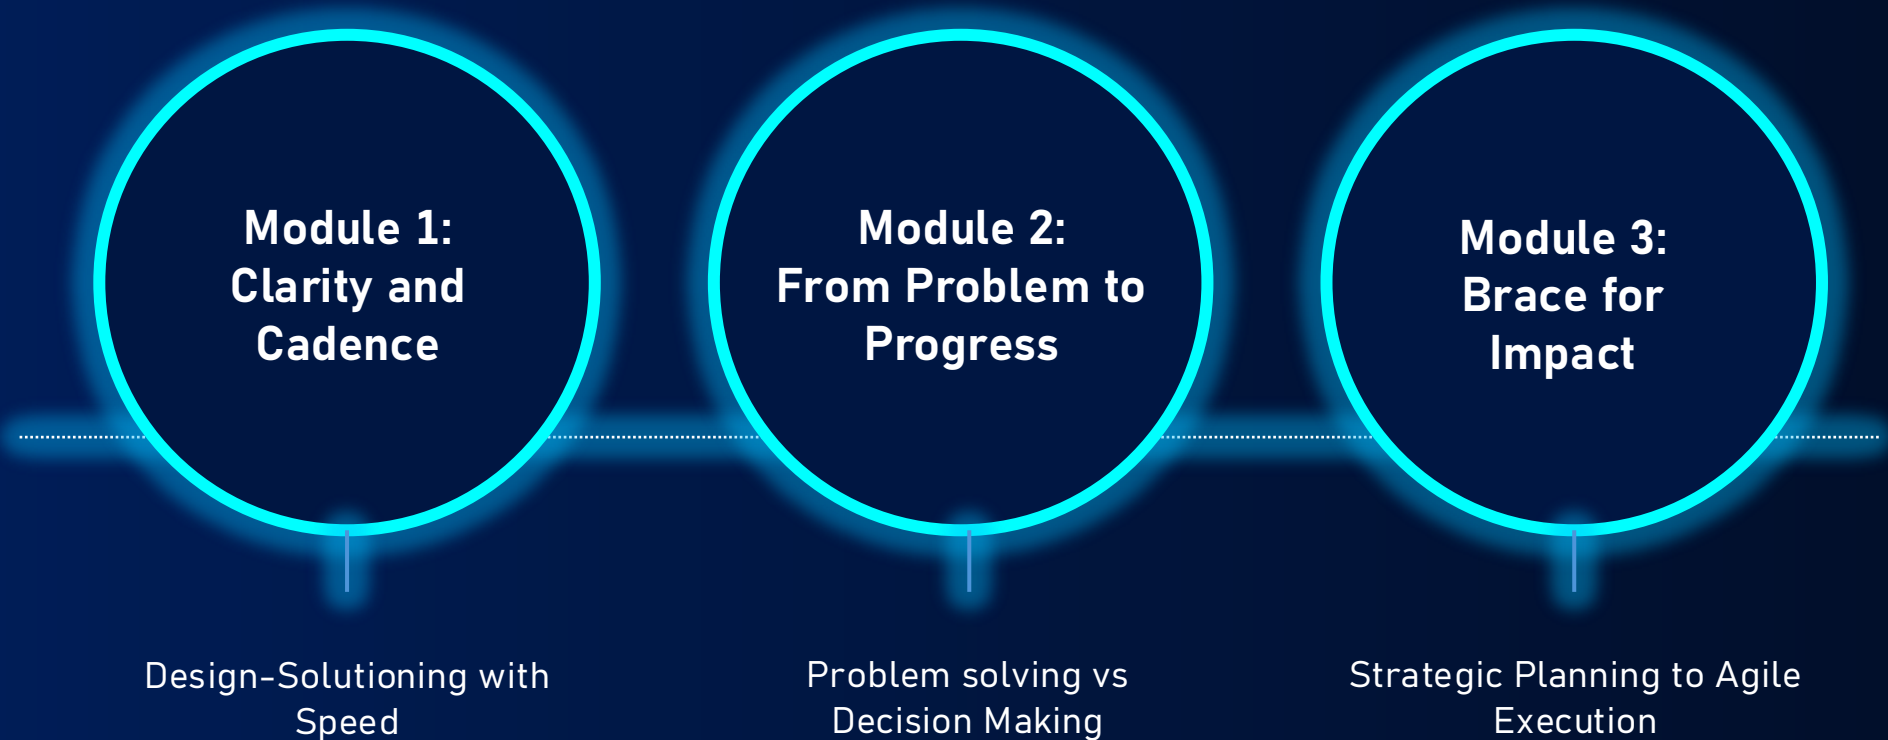 Module 1:
Clarity and
Cadence
Module 2:
From Problem to
Progress
Module 3:
Brace for
Impact
Design-Solutioning with
Speed
Problem solving vs
Decision Making
Strategic Planning to Agile
Execution